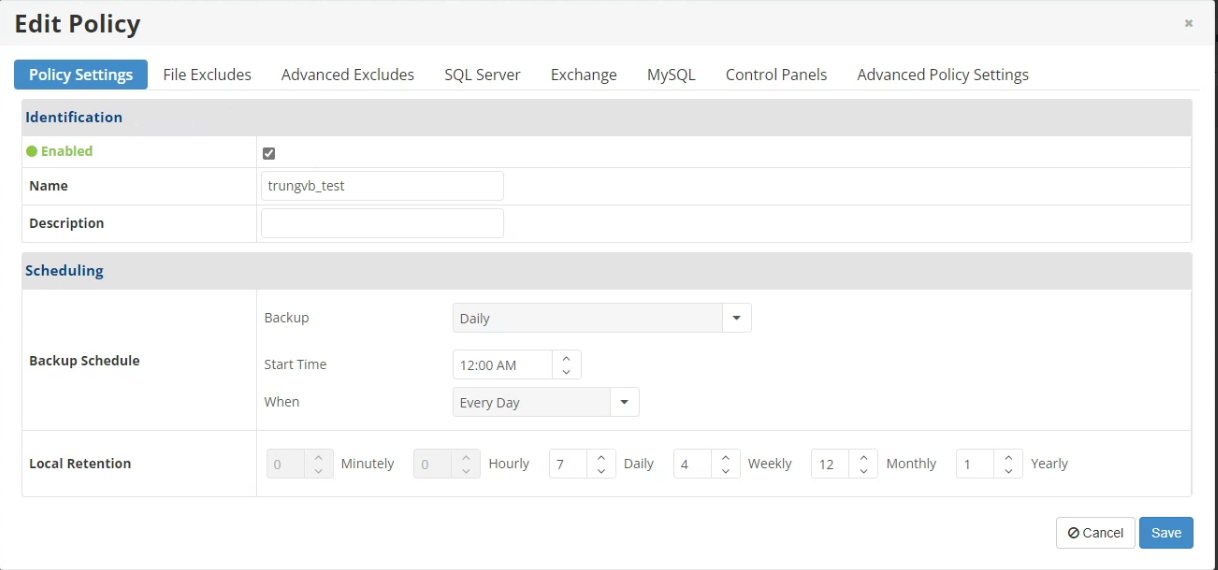 Edit Policy
Policy Settings File Excludes Advanced Excludes SQL Server Exchange MySQL Control Panels Advanced Policy Settings
Identification
Enabled
Name trungvb_test
Description
Scheduling
Backup Schedule
Backup Daily
Start Time 12:00 AM
When Every Day
Local Retention 0 Minutely 0 Hourly 7 Daily 4 Weekly 12 Monthly 1 Yearly
Cancel Save